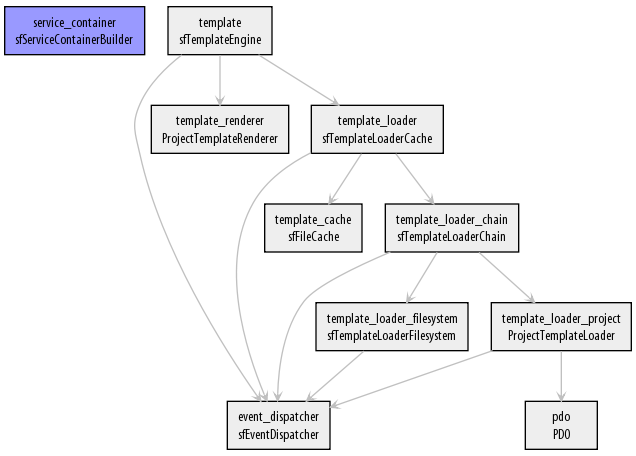 service_container
sfServiceContainerBuilder
template
sfTemplateEngine
template_renderer
ProjectTemplateRenderer
template_loader
sfTemplateLoaderCache
template_cache
sfFileCache
template_loader_chain
sfTemplateLoaderChain
template_loader_filesystem
sfTemplateLoaderFilesystem
template_loader_project
ProjectTemplateLoader
event_dispatcher
sfEventDispatcher
pdo
PDO